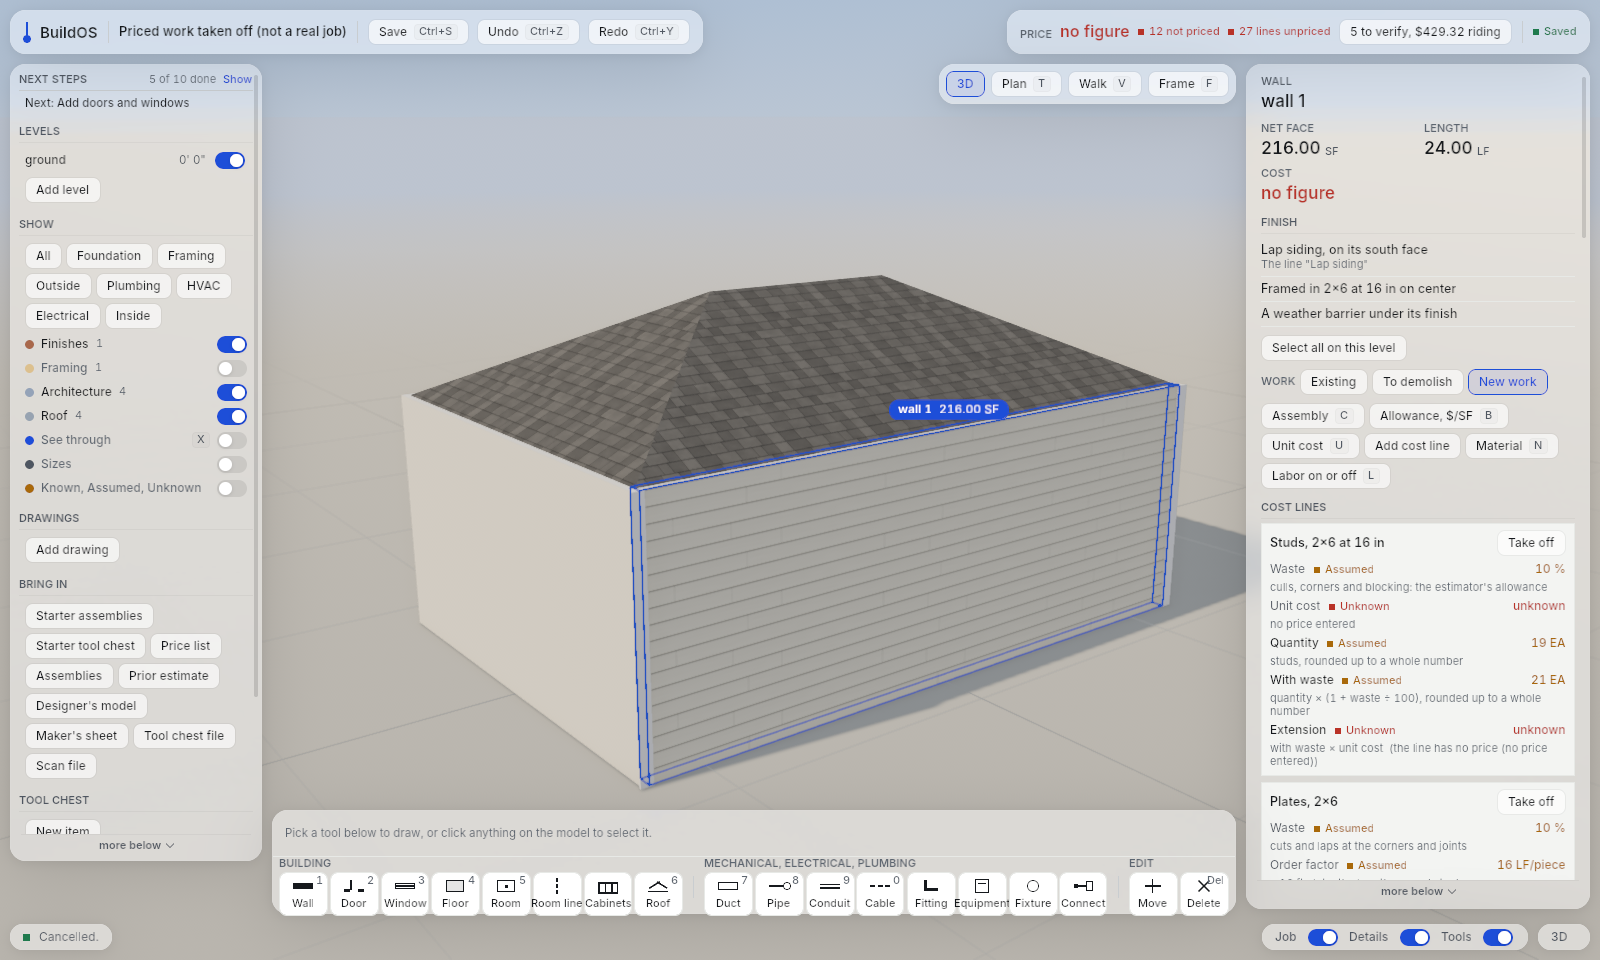 BuildOS
Priced work taken off (not a real job)
Save Ctrl+S
Undo Ctrl+Z
Redo Ctrl+Y
PRICE no figure 12 not priced 27 lines unpriced 5 to verify, $429.32 riding Saved
NEXT STEPS 5 of 10 done Show
Next: Add doors and windows
LEVELS
ground 0' 0"
Add level
SHOW
All Foundation Framing
Outside Plumbing HVAC
Electrical Inside
Finishes 1
Framing 1
Architecture 4
Roof 4
See through X
Sizes
Known, Assumed, Unknown
DRAWINGS
Add drawing
BRING IN
Starter assemblies
Starter tool chest Price list
Assemblies Prior estimate
Designer's model
Maker's sheet Tool chest file
Scan file
TOOL CHEST
New item
more below
Cancelled.
3D Plan T Walk V Frame F
wall 1 216.00 SF
Pick a tool below to draw, or click anything on the model to select it.
BUILDING
Wall 1 Door 2 Window 3 Floor 4 Room 5 Room line Cabinets Roof 6
MECHANICAL, ELECTRICAL, PLUMBING
Duct 7 Pipe 8 Conduit 9 Cable 0 Fitting Equipment Fixture Connect
EDIT
Move Delete Del
WALL
wall 1
NET FACE LENGTH
216.00 SF 24.00 LF
COST
no figure
FINISH
Lap siding, on its south face
The line "Lap siding"
Framed in 2×6 at 16 in on center
A weather barrier under its finish
Select all on this level
WORK Existing To demolish New work
Assembly C Allowance, $/SF B
Unit cost U Add cost line Material N
Labor on or off L
COST LINES
Studs, 2×6 at 16 in Take off
Waste Assumed 10 %
culls, corners and blocking: the estimator's allowance
Unit cost Unknown unknown
no price entered
Quantity Assumed 19 EA
studs, rounded up to a whole number
With waste Assumed 21 EA
quantity × (1 + waste ÷ 100), rounded up to a whole
number
Extension Unknown unknown
with waste × unit cost (the line has no price (no price
entered))
Plates, 2×6 Take off
Waste Assumed 10 %
cuts and laps at the corners and joints
Order factor Assumed 16 LF/piece
more below
Job Details Tools 3D